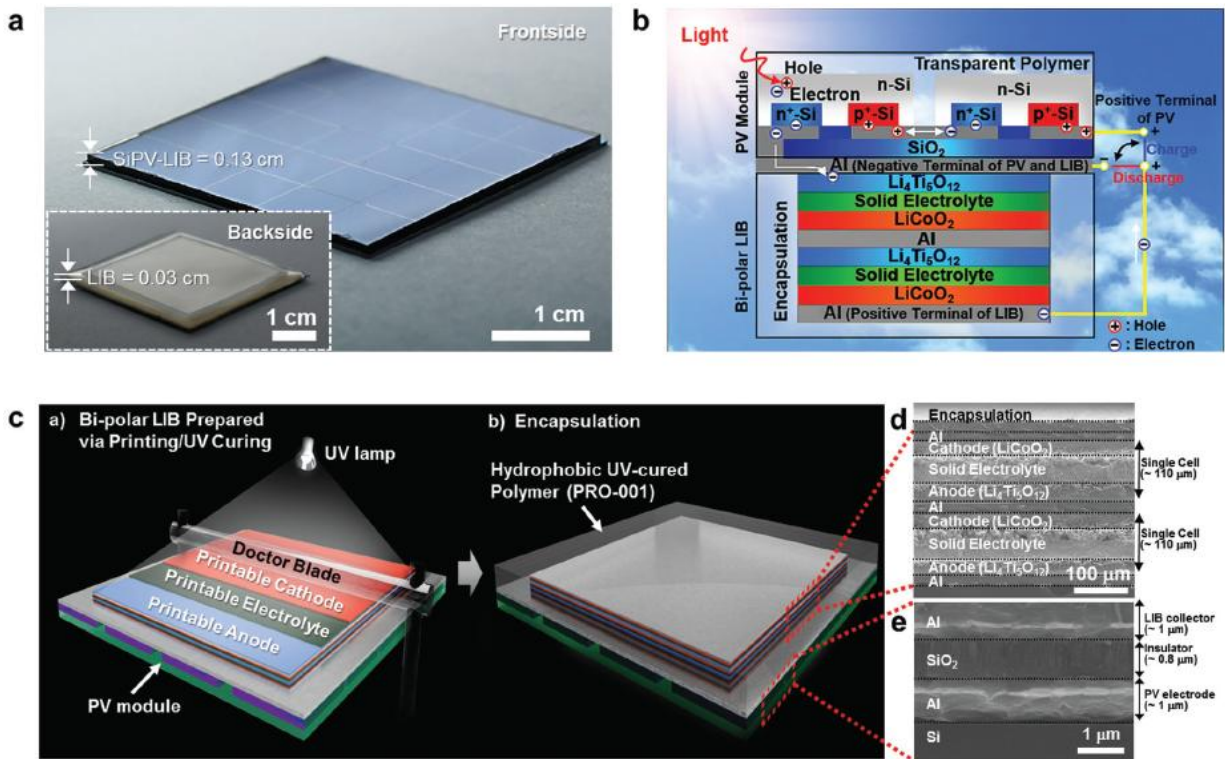 a
Frontside
SiPV-LIB = 0.13 cm
Backside
LIB = 0.03 cm
1 cm
1 cm
b
Light
Hole
Transparent Polymer
n-Si
n-Si
Electron
n⁺-Si
p⁺-Si
n⁺-Si
p⁺-Si
PV Module
SiO₂
Positive Terminal
of PV
Charge
Discharge
Al (Negative Terminal of PV and LIB)
Li₄Ti₅O₁₂
Solid Electrolyte
LiCoO₂
Al
Li₄Ti₅O₁₂
Solid Electrolyte
LiCoO₂
Al (Positive Terminal of LIB)
Bi-polar LIB
Encapsulation
+ : Hole
− : Electron
c
a) Bi-polar LIB Prepared
via Printing/UV Curing
UV lamp
Doctor Blade
Printable Cathode
Printable Electrolyte
Printable Anode
PV module
b) Encapsulation
Hydrophobic UV-cured
Polymer (PRO-001)
d
Encapsulation
Al
Cathode (LiCoO₂)
Solid Electrolyte
Anode (Li₄Ti₅O₁₂)
Al
Cathode (LiCoO₂)
Solid Electrolyte
Anode (Li₄Ti₅O₁₂)
Al
100 μm
Single Cell
(~ 110 μm)
Single Cell
(~ 110 μm)
e
Al
SiO₂
Al
Si
1 μm
LIB collector
(~ 1 μm)
Insulator
(~ 0.8 μm)
PV electrode
(~ 1 μm)